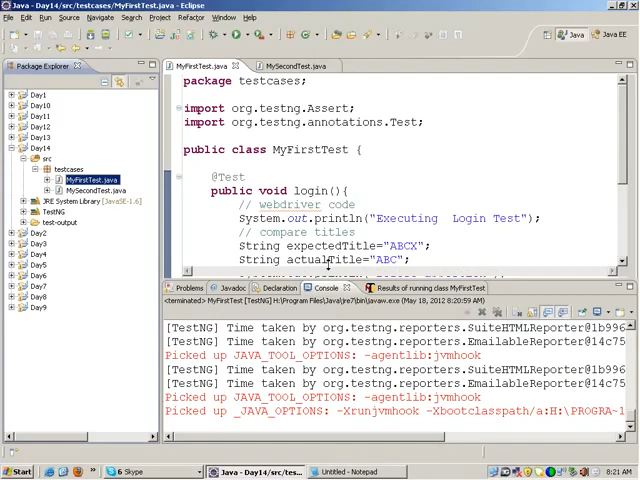 Java - Day14/src/testcases/MyFirstTest.java - Eclipse
File Edit Run Source Navigate Search Project Refactor Window Help
Java
Java EE
Package Explorer
Day1
Day10
Day11
Day12
Day13
Day14
src
testcases
MyFirstTest.java
MySecondTest.java
JRE System Library [JavaSE-1.6]
TestNG
test-output
Day2
Day3
Day4
Day5
Day6
Day7
Day8
Day9
MyFirstTest.java
MySecondTest.java
package testcases;
import org.testng.Assert;
import org.testng.annotations.Test;
public class MyFirstTest {
@Test
public void login(){
// webdriver code
System.out.println("Executing Login Test");
// compare titles
String expectedTitle="ABCX";
String actualTitle="ABC";
Problems
Javadoc
Declaration
Console
Results of running class MyFirstTest
<terminated> MyFirstTest [TestNG] H:\Program Files\Java\jre7\bin\javaw.exe (May 18, 2012 8:20:59 AM)
[TestNG] Time taken by org.testng.reporters.SuiteHTMLReporter@1b996
[TestNG] Time taken by org.testng.reporters.EmailableReporter@14c75
Picked up JAVA_TOOL_OPTIONS: -agentlib:jvmhook
[TestNG] Time taken by org.testng.reporters.SuiteHTMLReporter@1b996
[TestNG] Time taken by org.testng.reporters.EmailableReporter@14c75
Picked up JAVA_TOOL_OPTIONS: -agentlib:jvmhook
Picked up _JAVA_OPTIONS: -Xrunjvmhook -Xbootclasspath/a:H:\PROGRA~1
Start
6 Skype
Java - Day14/src/tes...
Untitled - Notepad
8:21 AM